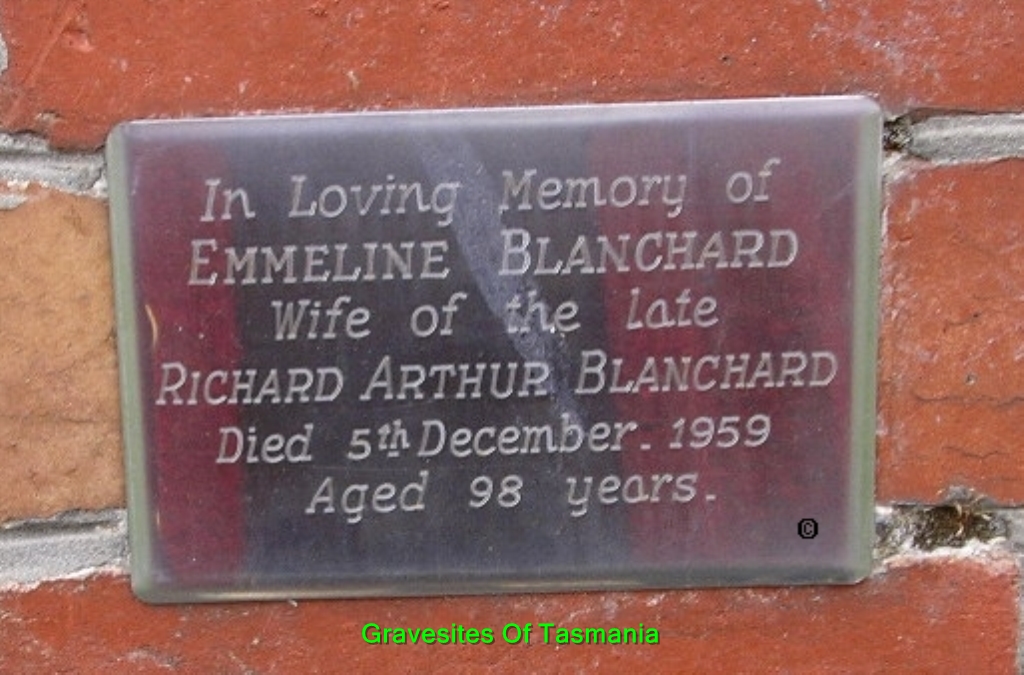 In Loving Memory of
EMMELINE BLANCHARD
Wife of the late
RICHARD ARTHUR BLANCHARD
Died 5th December. 1959
Aged 98 years.
©
Gravesites Of Tasmania